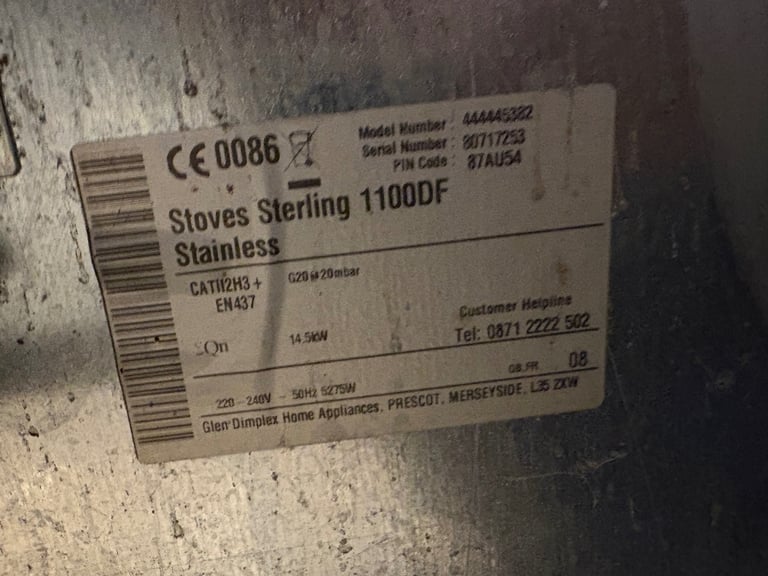 CE 0086
Model Number : 444445382
Serial Number : 80717253
PIN Code : 87AU54
Stoves Sterling 1100DF
Stainless
CATII2H3+ G20@20mbar
EN437
Customer Helpline
ΣQn 14.5kW Tel: 0871 2222 502
220-240V - 50Hz 5275W GB.FR 08
Glen Dimplex Home Appliances, PRESCOT, MERSEYSIDE, L35 2XW